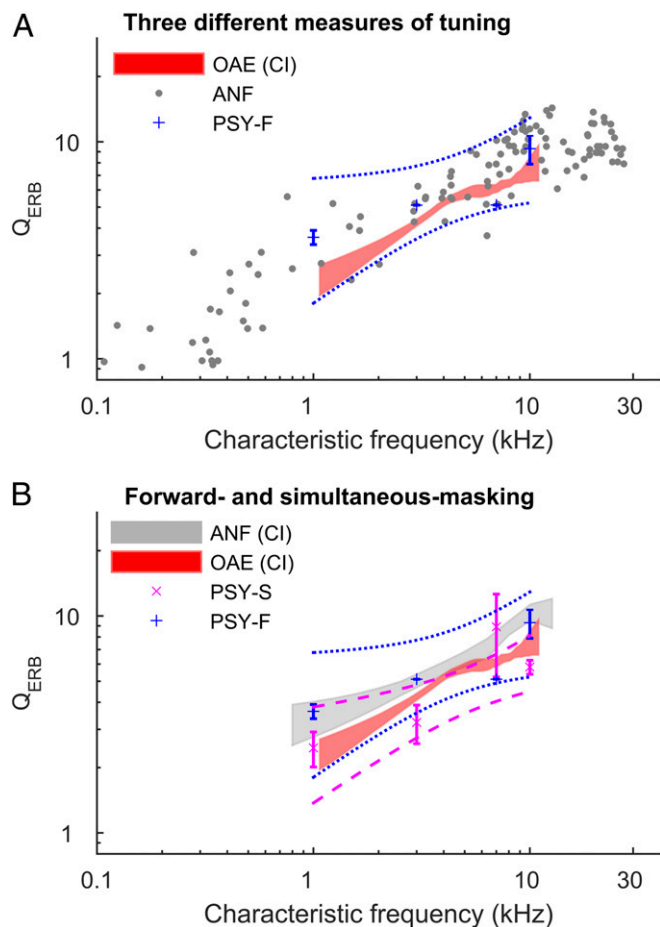 A
Three different measures of tuning
OAE (CI)
ANF
PSY-F
10
1
Q_ERB
0.1
1
10
30
Characteristic frequency (kHz)
B
Forward- and simultaneous-masking
ANF (CI)
OAE (CI)
PSY-S
PSY-F
10
1
Q_ERB
0.1
1
10
30
Characteristic frequency (kHz)